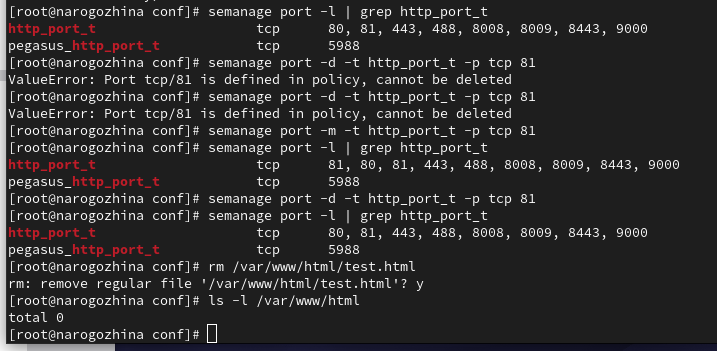 [root@narogozhina conf]# semanage port -l | grep http_port_t
http_port_t                    tcp      80, 81, 443, 488, 8008, 8009, 8443, 9000
pegasus_http_port_t            tcp      5988
[root@narogozhina conf]# semanage port -d -t http_port_t -p tcp 81
ValueError: Port tcp/81 is defined in policy, cannot be deleted
[root@narogozhina conf]# semanage port -d -t http_port_t -p tcp 81
ValueError: Port tcp/81 is defined in policy, cannot be deleted
[root@narogozhina conf]# semanage port -m -t http_port_t -p tcp 81
[root@narogozhina conf]# semanage port -l | grep http_port_t
http_port_t                    tcp      81, 80, 81, 443, 488, 8008, 8009, 8443, 9000
pegasus_http_port_t            tcp      5988
[root@narogozhina conf]# semanage port -d -t http_port_t -p tcp 81
[root@narogozhina conf]# semanage port -l | grep http_port_t
http_port_t                    tcp      80, 81, 443, 488, 8008, 8009, 8443, 9000
pegasus_http_port_t            tcp      5988
[root@narogozhina conf]# rm /var/www/html/test.html
rm: remove regular file '/var/www/html/test.html'? y
[root@narogozhina conf]# ls -l /var/www/html
total 0
[root@narogozhina conf]#